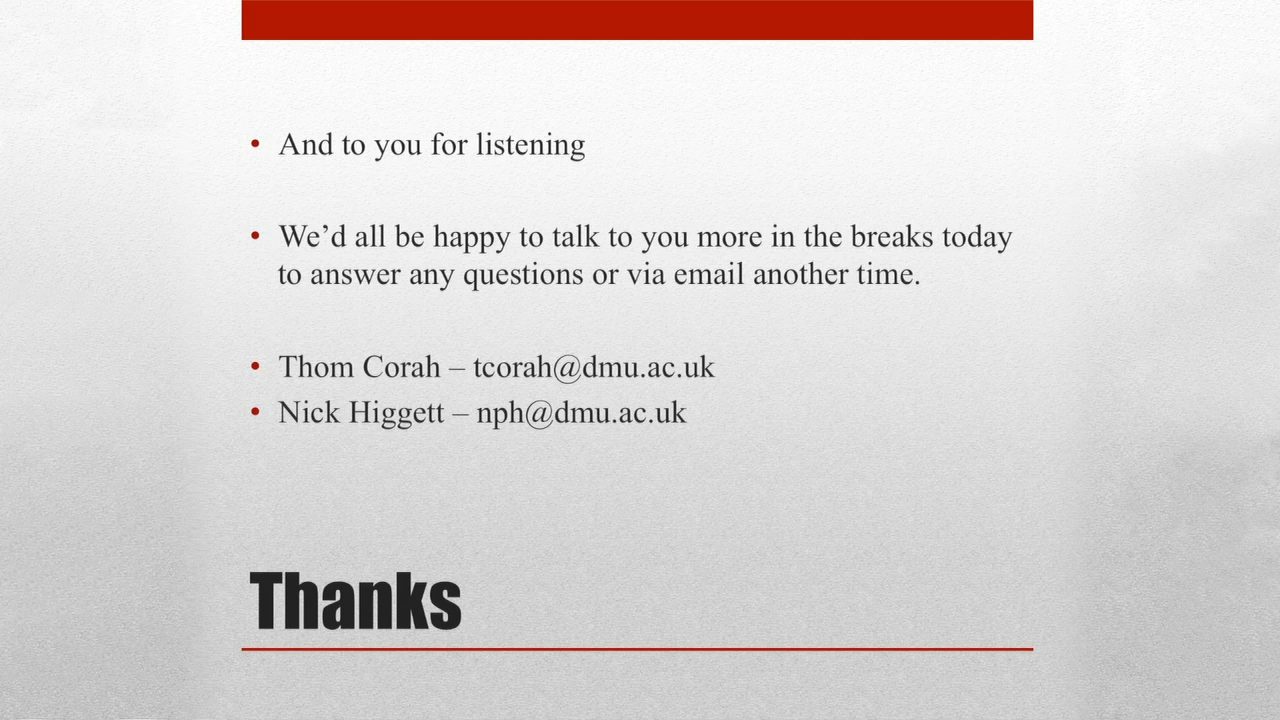 • And to you for listening
• We’d all be happy to talk to you more in the breaks today
to answer any questions or via email another time.
• Thom Corah – tcorah@dmu.ac.uk
• Nick Higgett – nph@dmu.ac.uk
Thanks